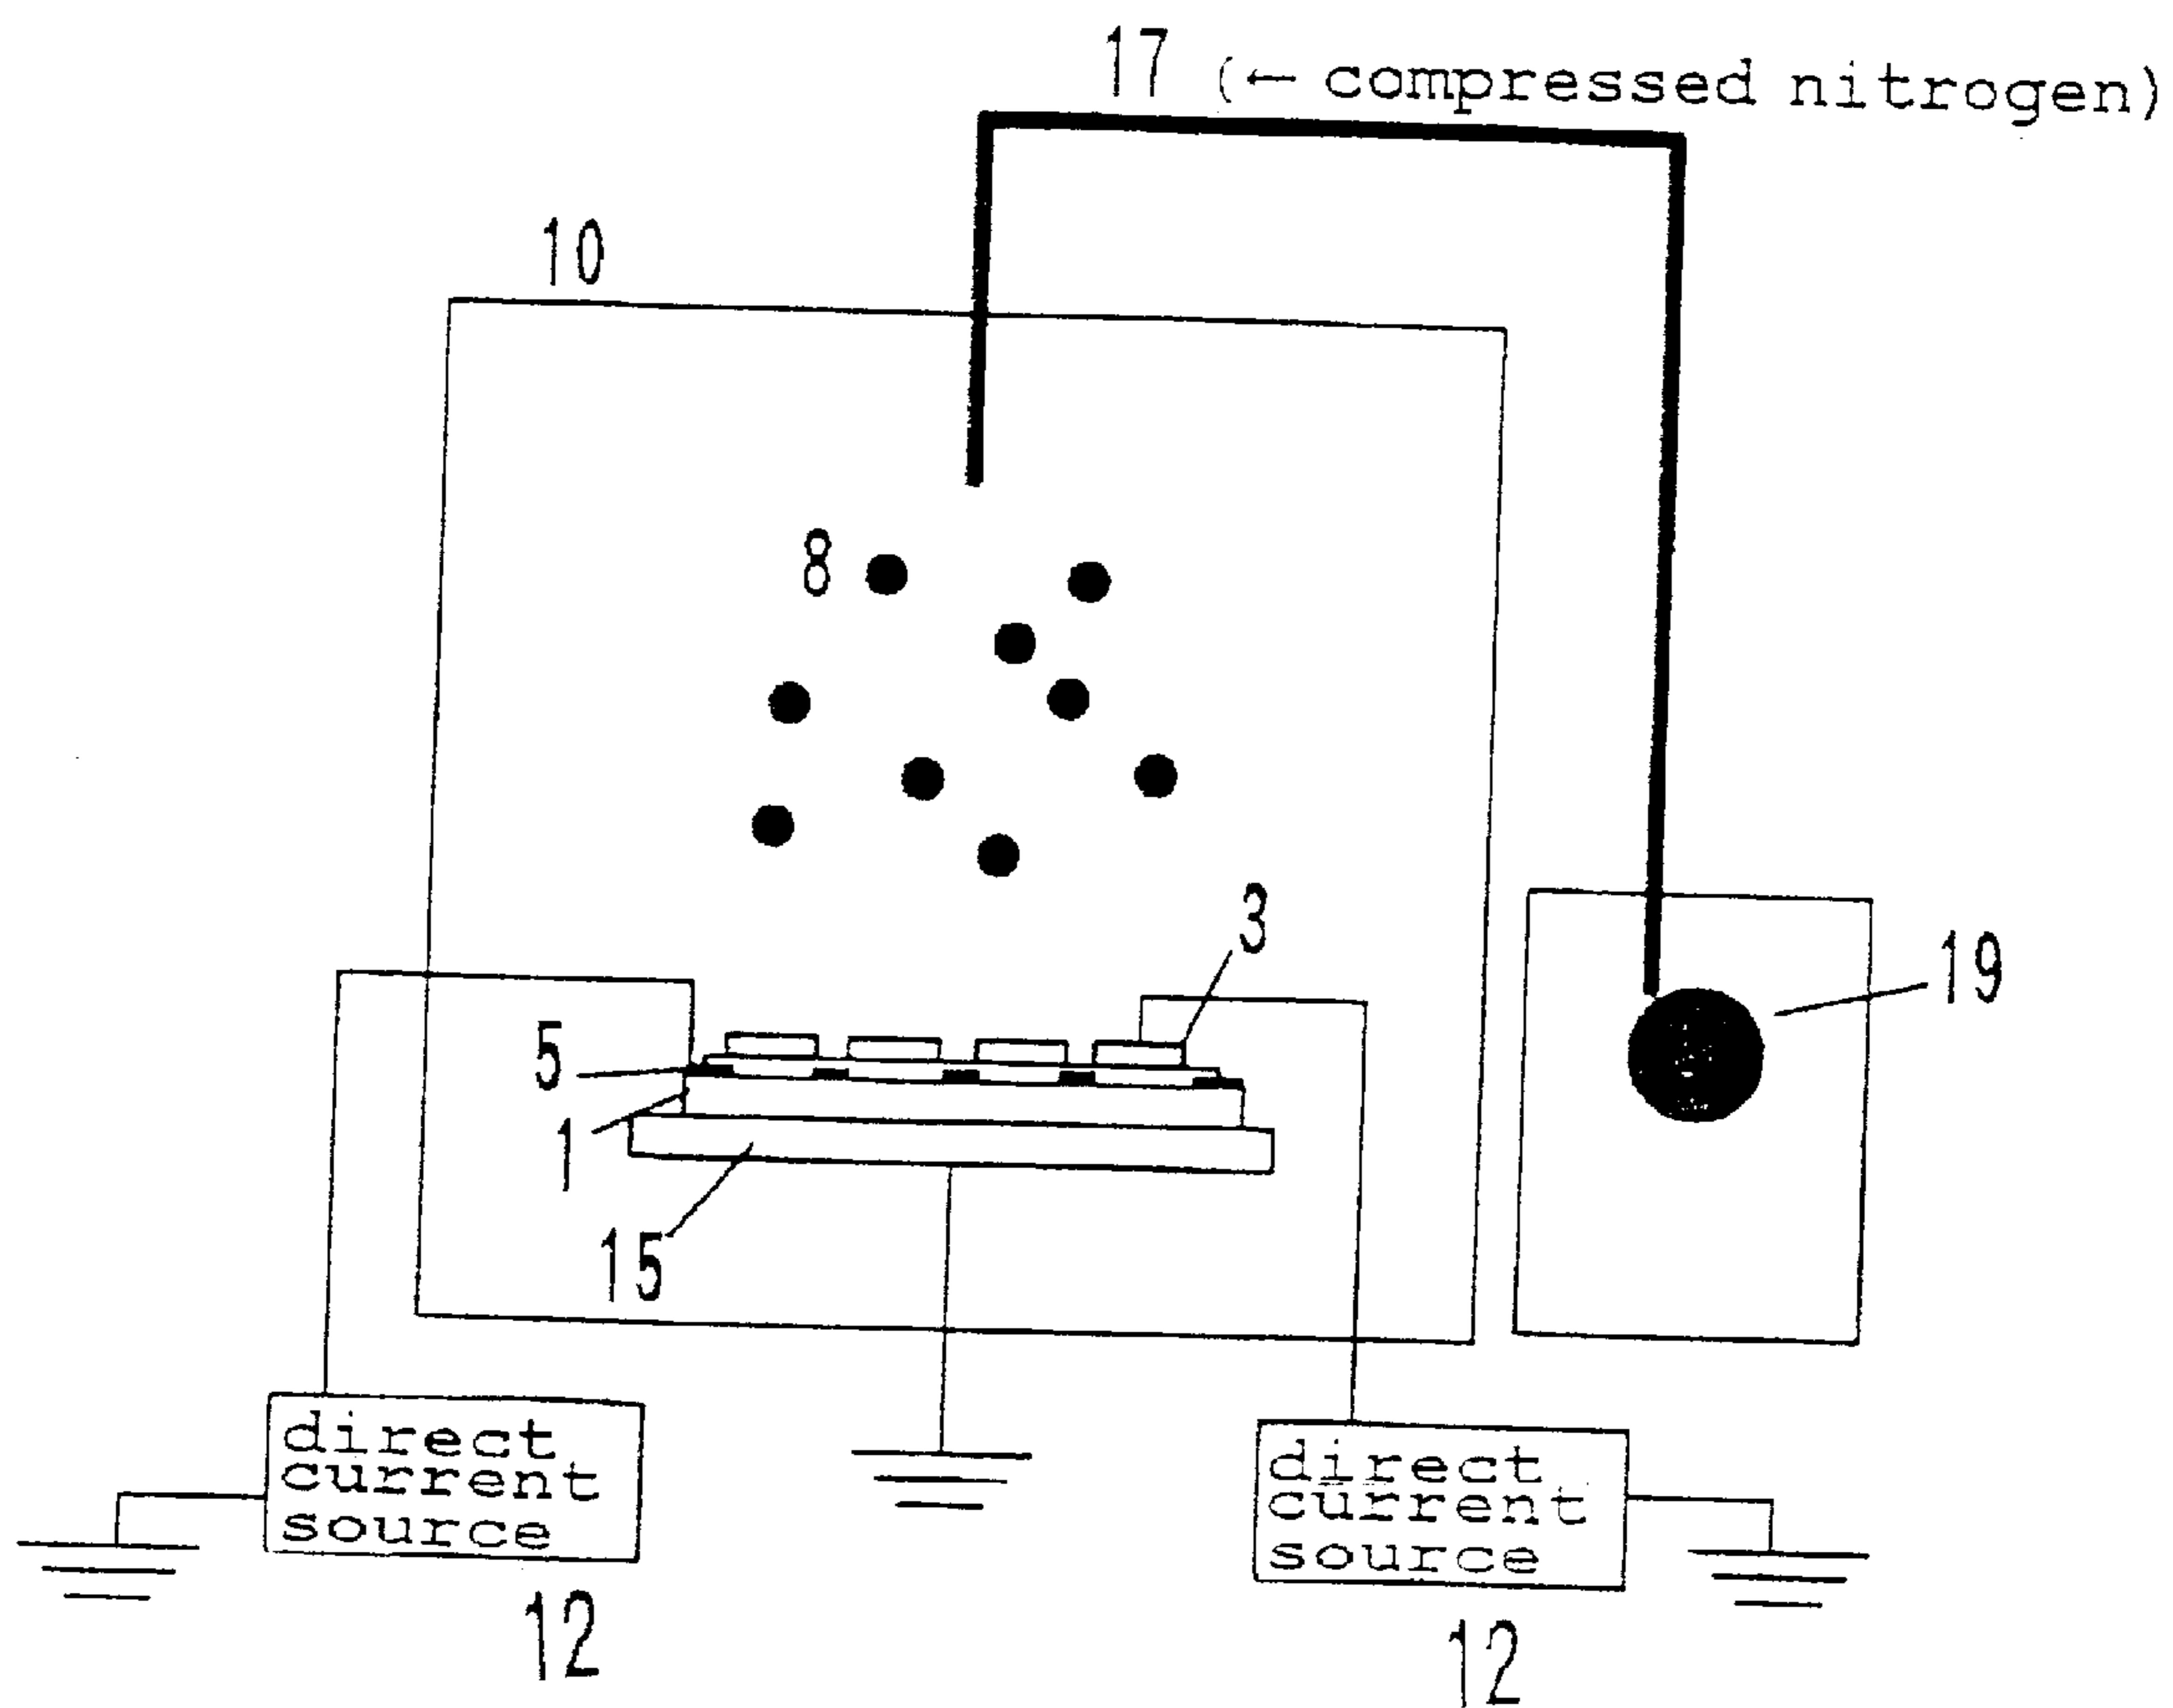 17 (← compressed nitrogen)
10
8
3
19
5
1
15
direct
current
source
12
direct
current
source
12